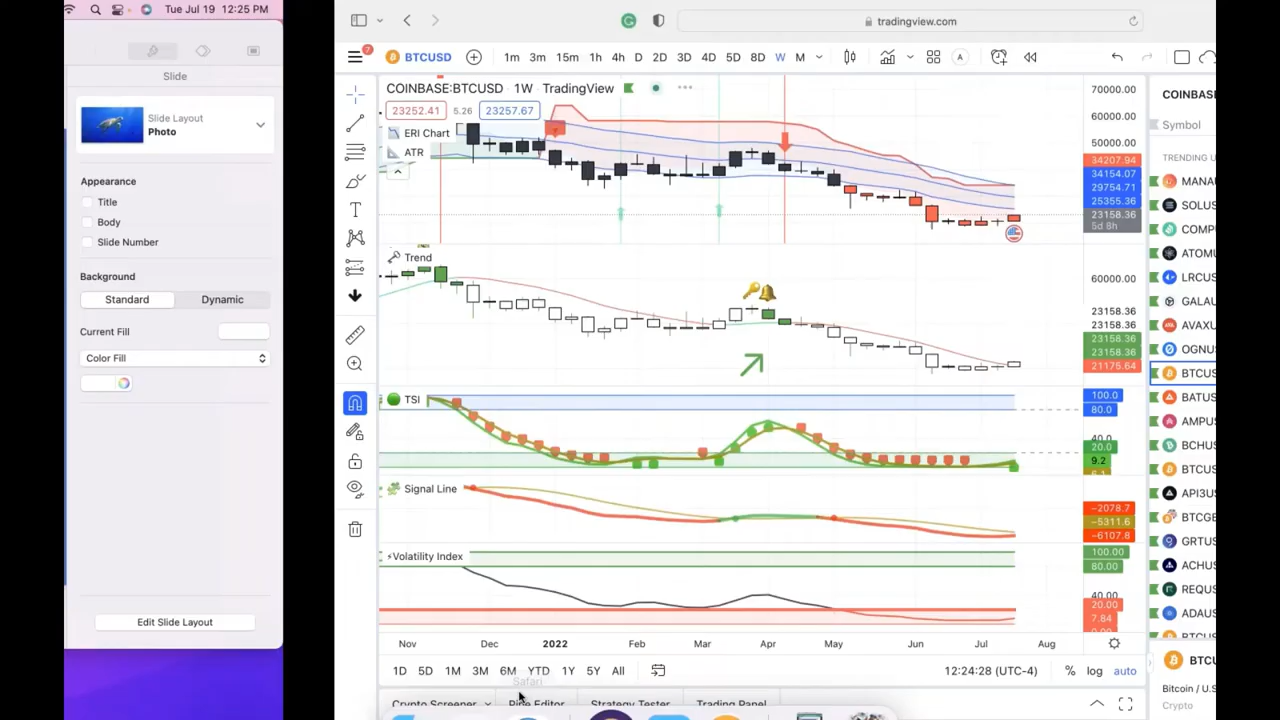 Tue Jul 19 12:25 PM
Slide
Slide Layout
Photo
Appearance
Title
Body
Slide Number
Background
Standard
Dynamic
Current Fill
Color Fill
Edit Slide Layout
tradingview.com
7
BTCUSD
1m 3m 15m 1h 4h D 2D 3D 4D 5D 8D W M
A
COINBASE:BTCUSD · 1W · TradingView
23252.41 5.26 23257.67
ERI Chart
ATR
70000.00
60000.00
50000.00
34207.94
34154.07
29754.71
25355.36
23158.36
5d 8h
Trend
60000.00
23158.36
23158.36
23158.36
23158.36
21175.64
TSI
100.0
80.0
40.0
20.0
9.2
Signal Line
−2078.7
−5311.6
−6107.8
⚡Volatility Index
100.00
80.00
40.00
20.00
7.84
Nov Dec 2022 Feb Mar Apr May Jun Jul Aug
1D 5D 1M 3M 6M YTD 1Y 5Y All
12:24:28 (UTC-4)
% log auto
Safari
Crypto Screener
Pine Editor
Strategy Tester
Trading Panel
COINBASE
Symbol
TRENDING U
MANAU
SOLUS
COMPU
ATOMU
LRCUS
GALAU
AVAXU
OGNUS
BTCUS
BATUS
AMPUS
BCHUS
BTCUS
API3US
BTCGE
GRTUS
ACHUS
REQUS
ADAUS
BTCUS
BTCU
Bitcoin / U.S
Crypto